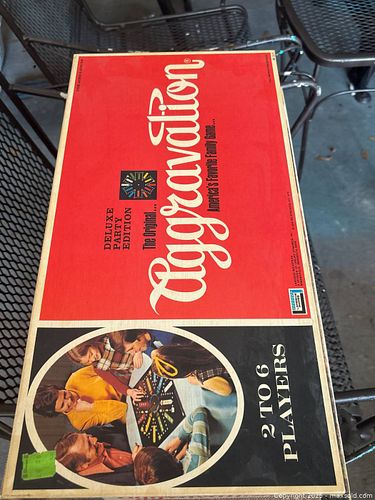 DELUXE
PARTY
EDITION
The Original...
Aggravation®
America's Favorite Family Game...
2 TO 6
PLAYERS